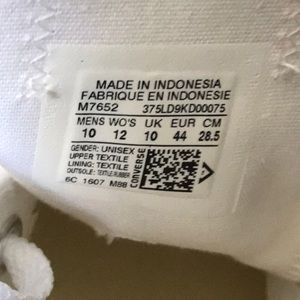 MADE IN INDONESIA
FABRIQUE EN INDONESIE
M7652 375LD9KD00075
MENS WO'S UK EUR CM
10 12 10 44 28.5
GENDER: UNISEX
UPPER:TEXTILE
LINING: TEXTILE
OUTSOLE: TEXTILE/RUBBER
6C 1607 M88
CONVERSE